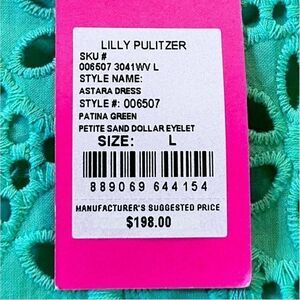 LILLY PULITZER
SKU #
006507 3041WV L
STYLE NAME:
ASTARA DRESS
STYLE #: 006507
PATINA GREEN
PETITE SAND DOLLAR EYELET
SIZE: L
889069 644154
MANUFACTURER'S SUGGESTED PRICE
$198.00